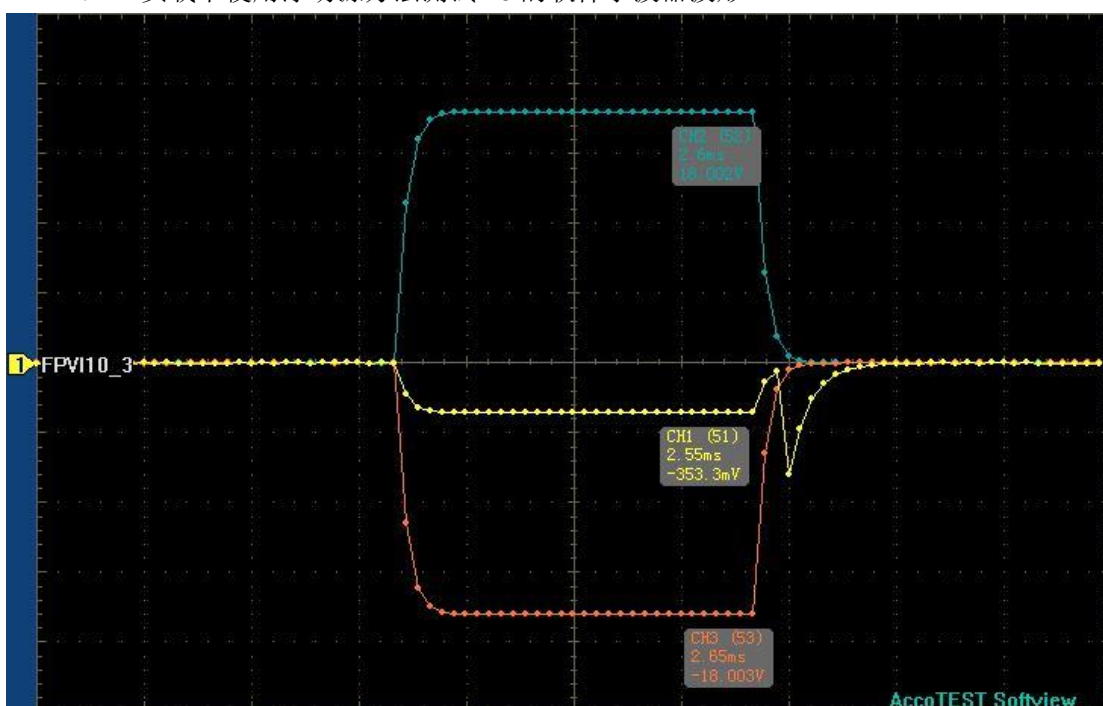 CH2 (52)
2.6ms
18.002V
1
FPVI10_3
CH1 (51)
2.55ms
-353.3mV
CH3 (53)
2.65ms
-18.003V
AccoTEST Softview